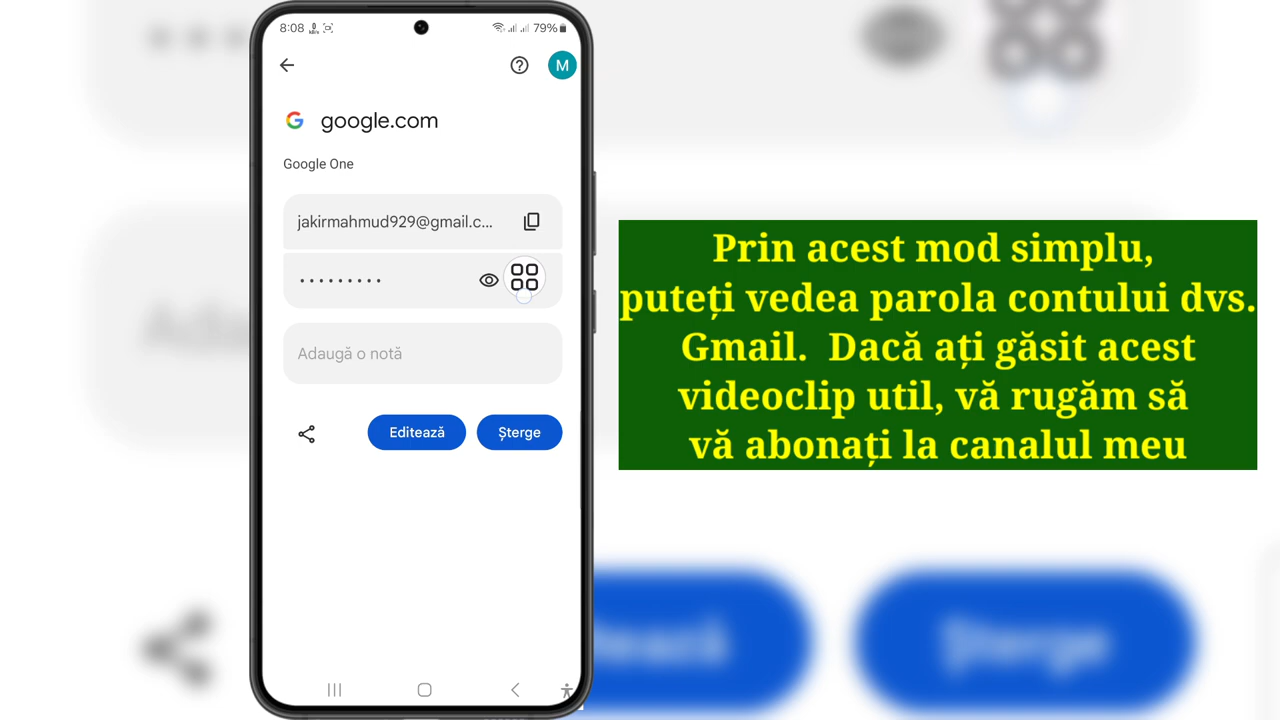 8:08
79%
M
google.com
Google One
jakirmahmud929@gmail.c...
•••••••••
Adaugă o notă
Editează
Șterge
Prin acest mod simplu,
puteți vedea parola contului dvs.
Gmail. Dacă ați găsit acest
videoclip util, vă rugăm să
vă abonați la canalul meu